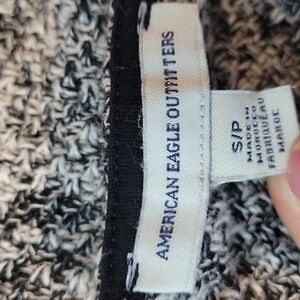 AMERICAN EAGLE OUTFITTERS
S/P
MADE IN
MOROCCO
FABRIQUÉ AU
MAROC